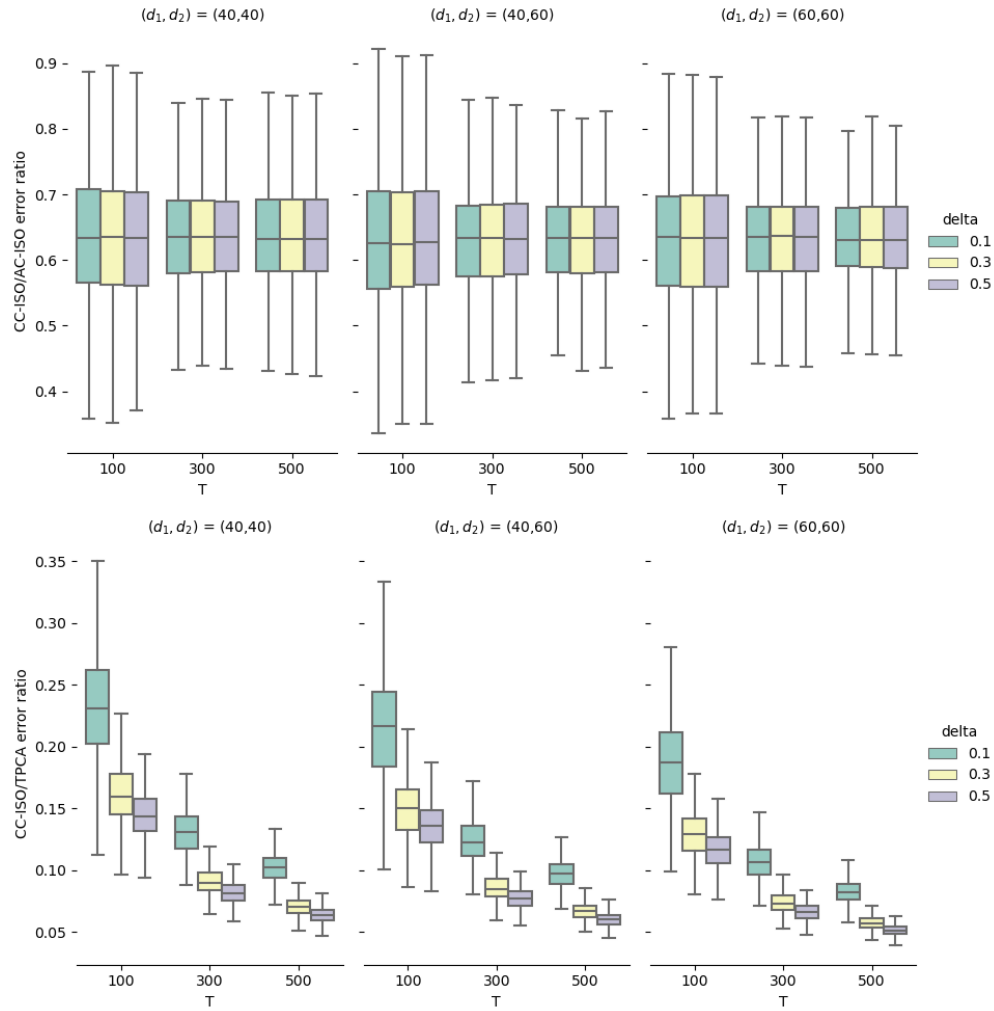 (d₁, d₂) = (40,40)
(d₁, d₂) = (40,60)
(d₁, d₂) = (60,60)
CC-ISO/AC-ISO error ratio
0.9
0.8
0.7
0.6
0.5
0.4
100
300
500
T
100
300
500
T
100
300
500
T
delta
0.1
0.3
0.5
(d₁, d₂) = (40,40)
(d₁, d₂) = (40,60)
(d₁, d₂) = (60,60)
CC-ISO/TPCA error ratio
0.35
0.30
0.25
0.20
0.15
0.10
0.05
100
300
500
T
100
300
500
T
100
300
500
T
delta
0.1
0.3
0.5